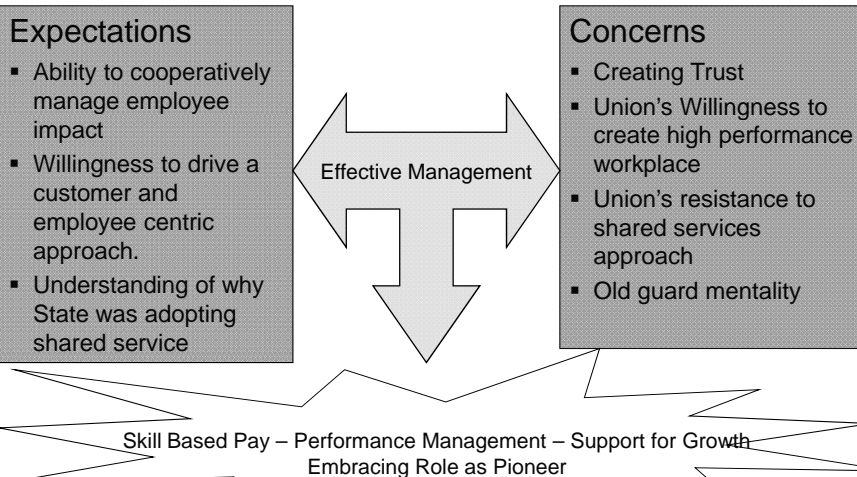 Expectations
▪ Ability to cooperatively
manage employee
impact
▪ Willingness to drive a
customer and
employee centric
approach.
▪ Understanding of why
State was adopting
shared service
Effective Management
Concerns
▪ Creating Trust
▪ Union's Willingness to
create high performance
workplace
▪ Union's resistance to
shared services
approach
▪ Old guard mentality
Skill Based Pay – Performance Management – Support for Growth
Embracing Role as Pioneer